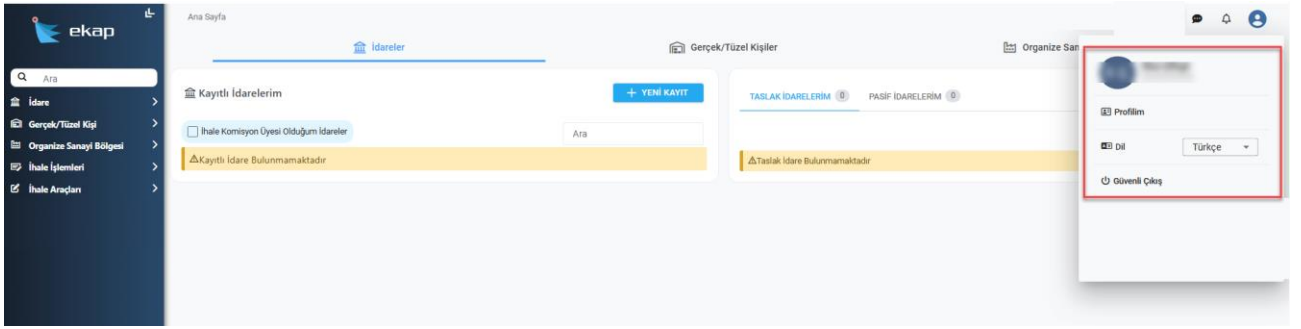 ekap
Ara
İdare
Gerçek/Tüzel Kişi
Organize Sanayi Bölgesi
İhale İşlemleri
İhale Araçları
Ana Sayfa
İdareler
Gerçek/Tüzel Kişiler
Organize San
Kayıtlı İdarelerim
+ YENİ KAYIT
İhale Komisyon Üyesi Olduğum İdareler
Ara
Kayıtlı İdare Bulunmamaktadır
TASLAK İDARELERİM 0
PASİF İDARELERİM 0
Taslak İdare Bulunmamaktadır
Profilim
Dil
Türkçe
Güvenli Çıkış